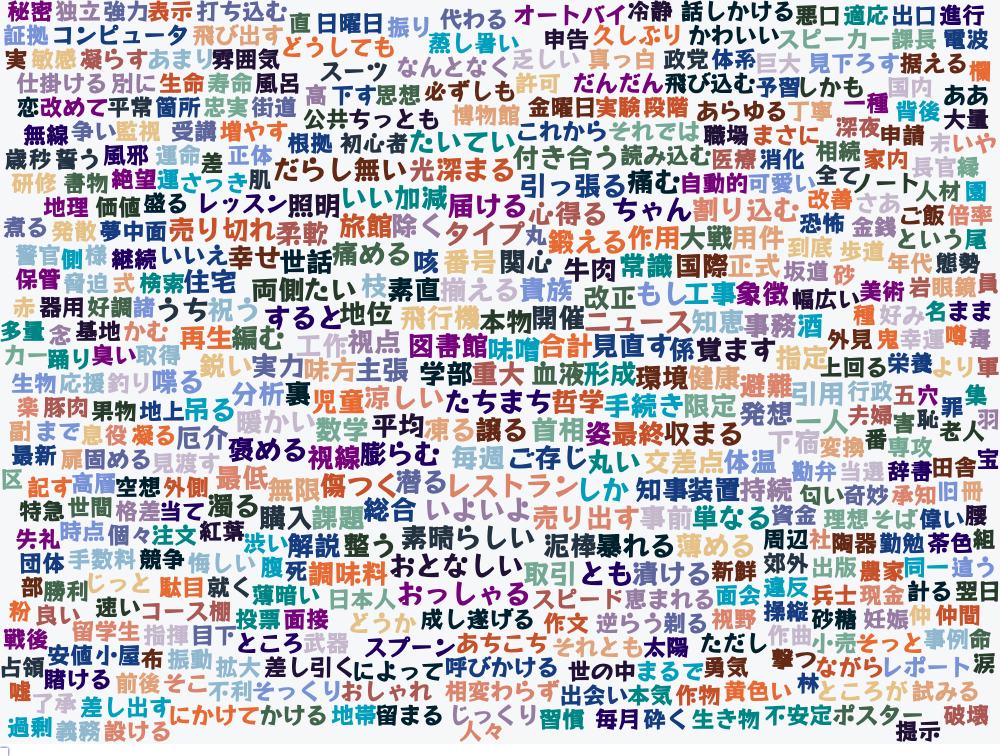 秘密 独立 強力 表示 打ち込む 直 日曜日 振り 代わる オートバイ 冷静 話しかける 悪口 適応 出口 進行
証拠 コンピュータ 飛び出す どうしても 蒸し暑い 申告 久しぶり かわいい スピーカー 課長 電波
実 敏感 凝らす あまり 雰囲気 スーツ なんとなく 乏しい 真っ白 政党 体系 巨大 見下ろす 据える 欄
仕掛ける 別に 生命 寿命 風呂 高 下す 思想 必ずしも 許可 だんだん 飛び込む 予習 しかも 国内 ああ
恋 改めて 平常 箇所 忠実 街道 公共 ちっとも 博物館 金曜日 実験 段階 あらゆる 丁寧 一種 背後 大量
無線 争い 監視 受講 増やす 根拠 初心者 たいてい これから それでは 職場 まさに 深夜 申請 末 いや
歳 秒 誓う 風邪 運命 差 正体 だらし無い 光 深まる 付き合う 読み込む 医療 消化 相続 家内 長官 縁
研修 書物 絶望 運 さっき 肌 引っ張る 痛む 自動的 可愛い 全て ノート 人材 園
地理 価値 盛る レッスン 照明 いい加減 届ける 心得る ちゃん 割り込む 改善 さあ ご飯 倍率
煮る 発散 夢中 面 売り切れ 柔軟 旅館 除く タイプ 丸 鍛える 作用 大戦 用件 恐怖 金銭 という 尾
警官 側 様 継続 いいえ 幸せ 世話 痛める 咳 番号 関心 牛肉 常識 国際 正式 到底 歩道 年代 態勢
保管 脅迫 式 検索 住宅 両側 たい 枝 素直 揃える 貴族 改正 もし 工事 象徴 坂道 砂 幅広い 美術 岩 眼鏡 員
赤 器用 好調 諸 うち 祝う すると 地位 飛行機 本物 開催 ニュース 知恵 事務 酒 種 好み 名 まま
多量 念 基地 かむ 再生 編む 工作 視点 図書館 味噌 合計 見直す 係 覚ます 外見 鬼 幸運 噂 毒
カー 踊り 臭い 取得 鋭い 実力 味方 主張 学部 重大 血液 形成 環境 健康 避難 指定 上回る 栄養 より 軍
生物 応援 釣り 喋る 分析 裏 児童 涼しい たちまち 哲学 手続き 限定 発想 引用 行政 五 穴 罪 集
楽 豚肉 果物 地上 吊る 暖かい 数学 平均 凍る 譲る 首相 姿 最終 収まる 一人 夫婦 害 恥 羽
副 まで 息 役 凝る 厄介 褒める 視線 膨らむ 毎週 ご存じ 丸い 交差点 体温 下宿 変換 番 専攻 老人
最新 扉 固める 見渡す 最低 無限 傷つく 潜る レストラン しか 知事 装置 持続 勘弁 当選 辞書 田舎 宝
区 記す 高層 空想 外側 匂い 奇妙 承知 旧 冊
特急 世間 格差 当て 濁る 購入 課題 総合 いよいよ 売り出す 事前 単なる 資金 理想 そば 偉い 腰
失礼 時点 個々 注文 紅葉 渋い 解説 整う 素晴らしい 泥棒 暴れる 薄める 周辺 社 陶器 勤勉 茶色 組
団体 手数料 競争 悔しい 腹 死 調味料 おとなしい 取引 とも 漬ける 新鮮 郊外 出版 農家 同一 違う
部 勝利 じっと 駄目 就く 薄暗い 日本人 おっしゃる スピード 恵まれる 面会 違反 兵士 現金 計る 翌日
粉 良い 速い コース 棚 投票 面接 どうか 成し遂げる 作文 逆らう 剃る 視野 操縦 砂糖 妊娠 仲 仲間
戦後 留学生 指揮 目下 ところ 武器 スプーン あちこち それとも 太陽 ただし 作曲 小売 そっと 事例 命
占領 安値 小屋 布 振動 拡大 差し引く によって 呼びかける 世の中 まるで 勇気 撃つ ながら レポート 涙
嘘 賭ける 前後 そこ 不利 そっくり おしゃれ 相変わらず 出会い 本気 作物 黄色い 林 ところが 試みる
了承 差し出す にかけて かける 地帯 留まる じっくり 習慣 毎月 砕く 生き物 不安定 ポスター 破壊
過剰 義務 設ける 人々 提示